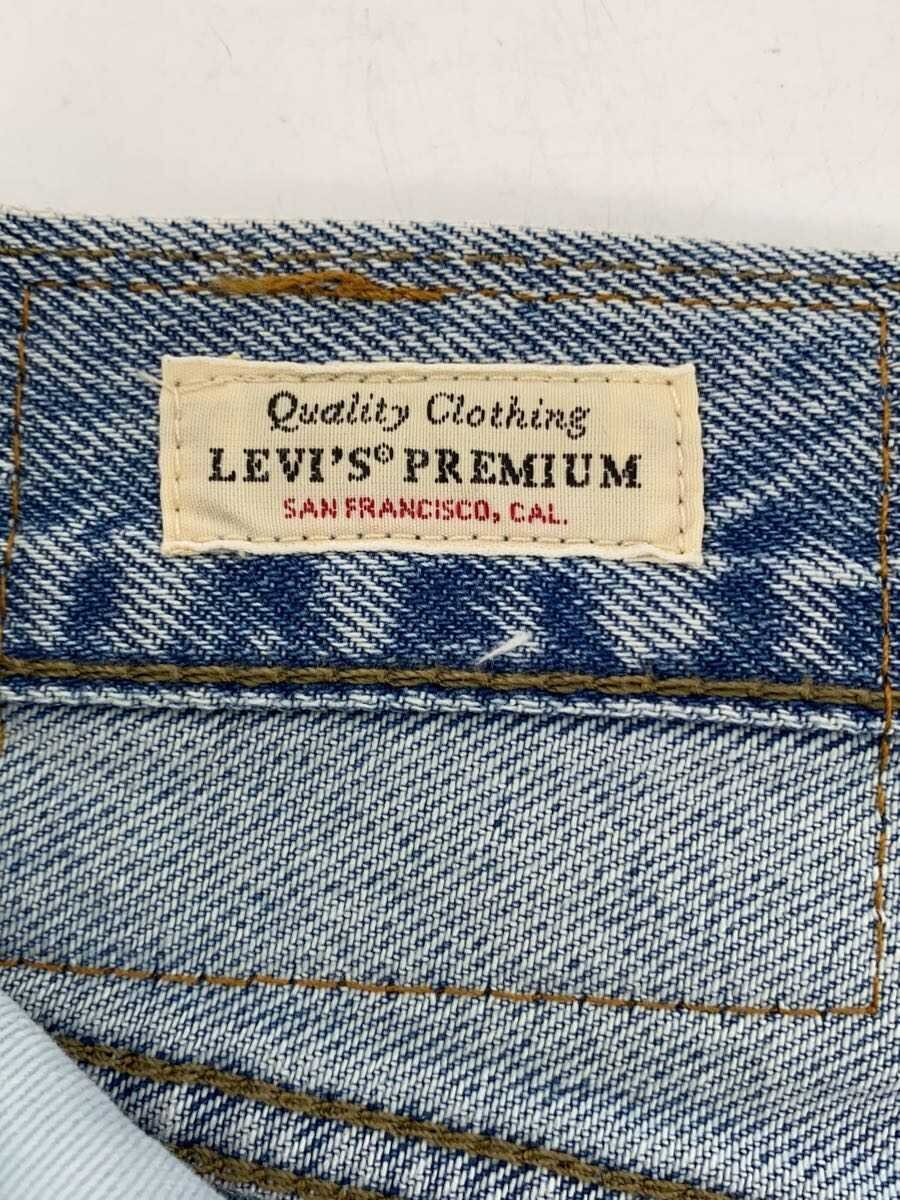 Quality Clothing
LEVI'S® PREMIUM
SAN FRANCISCO, CAL.